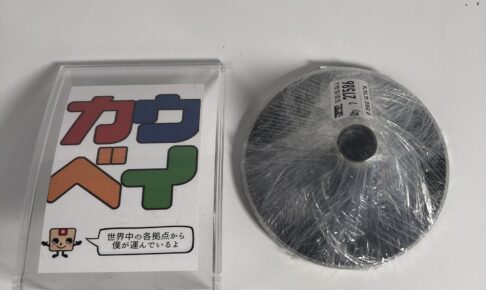 カウ
ベイ
世界中の各拠点から
僕が運んでいるよ